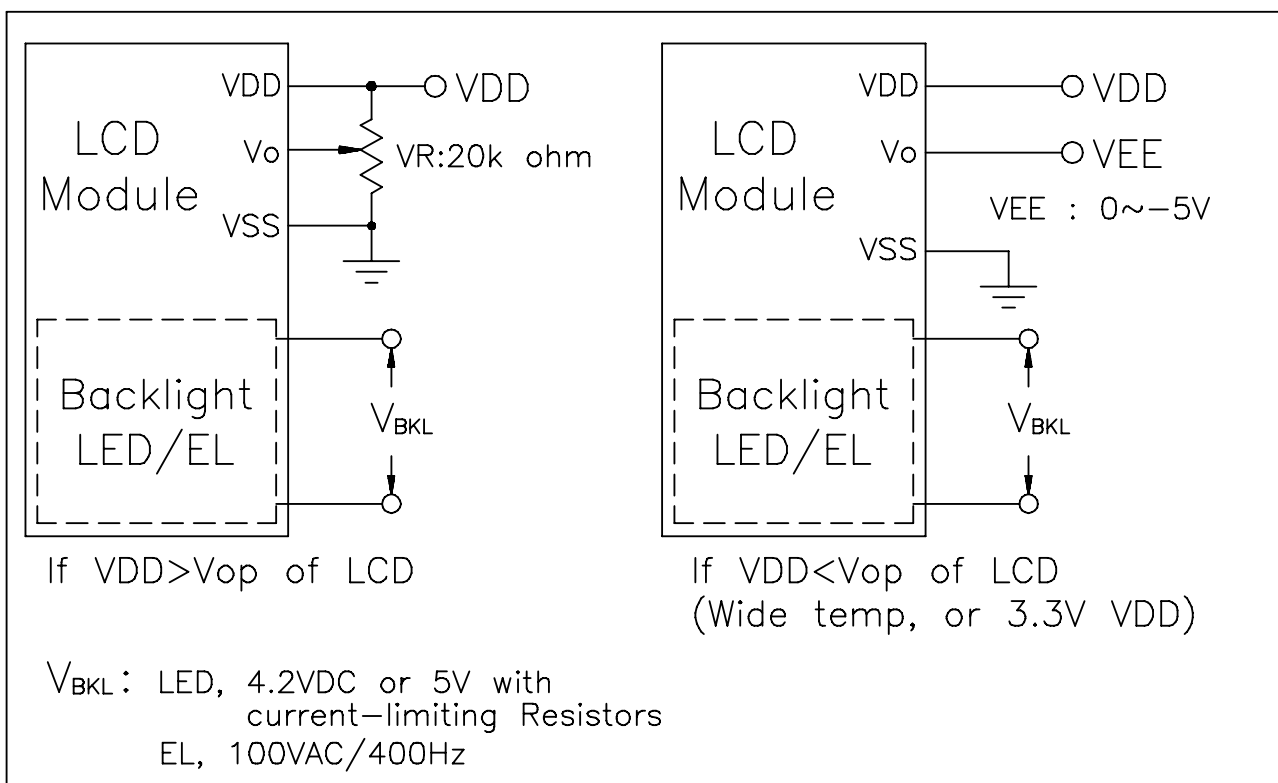 VDD
VDD
LCD
Module
Vo
VR:20k ohm
VSS
Backlight
LED/EL
VBKL
If VDD>Vop of LCD
VDD
VDD
LCD
Module
Vo
VEE
VEE : 0~-5V
VSS
Backlight
LED/EL
VBKL
If VDD<Vop of LCD
(Wide temp, or 3.3V VDD)
VBKL: LED, 4.2VDC or 5V with
current-limiting Resistors
EL, 100VAC/400Hz